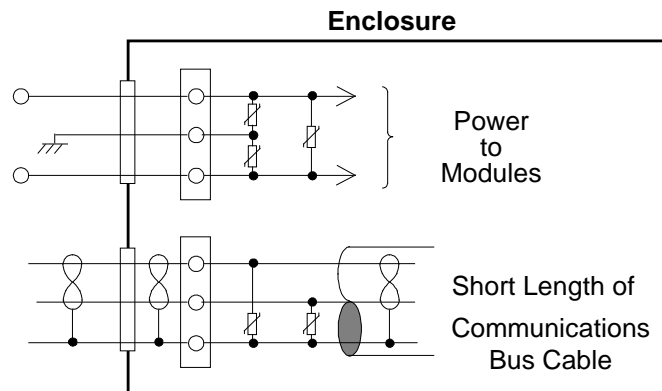 Enclosure
Power
to
Modules
Short Length of
Communications
Bus Cable